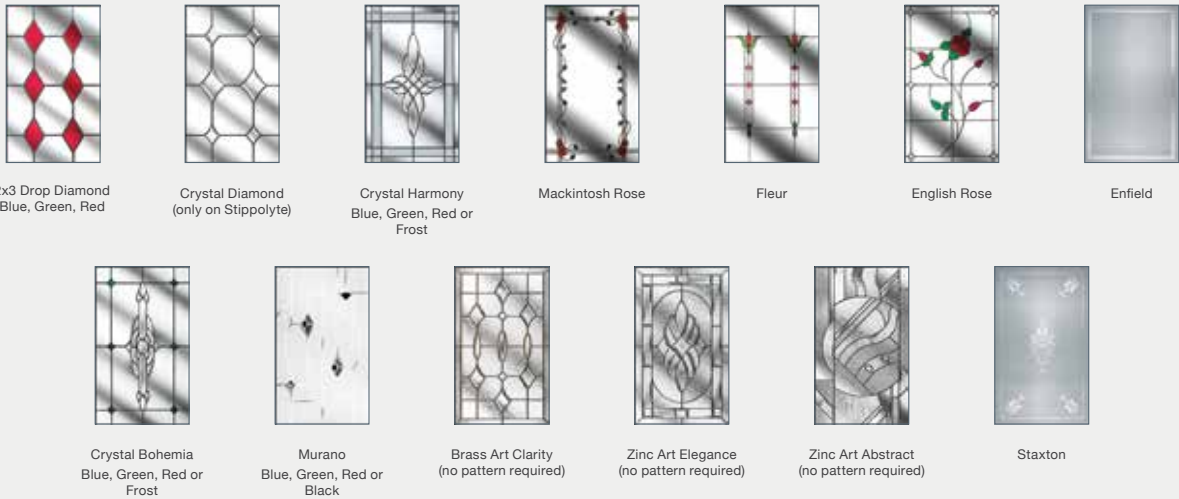 2x3 Drop Diamond
Blue, Green, Red
Crystal Diamond
(only on Stippolyte)
Crystal Harmony
Blue, Green, Red or
Frost
Mackintosh Rose
Fleur
English Rose
Enfield
Crystal Bohemia
Blue, Green, Red or
Frost
Murano
Blue, Green, Red or
Black
Brass Art Clarity
(no pattern required)
Zinc Art Elegance
(no pattern required)
Zinc Art Abstract
(no pattern required)
Staxton